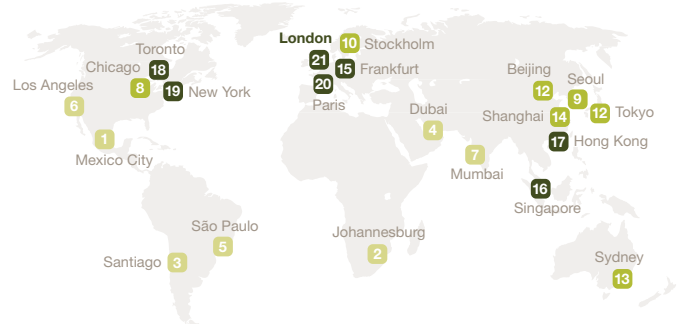 London
10 Stockholm
Toronto
21
Chicago
18
15 Frankfurt
Beijing
Seoul
Los Angeles
8
19 New York
20
12
9
6
Paris
Dubai
Shanghai 14
12 Tokyo
1
4
17 Hong Kong
Mexico City
7
Mumbai
16
Singapore
São Paulo
Johannesburg
5
2
Santiago 3
Sydney
13